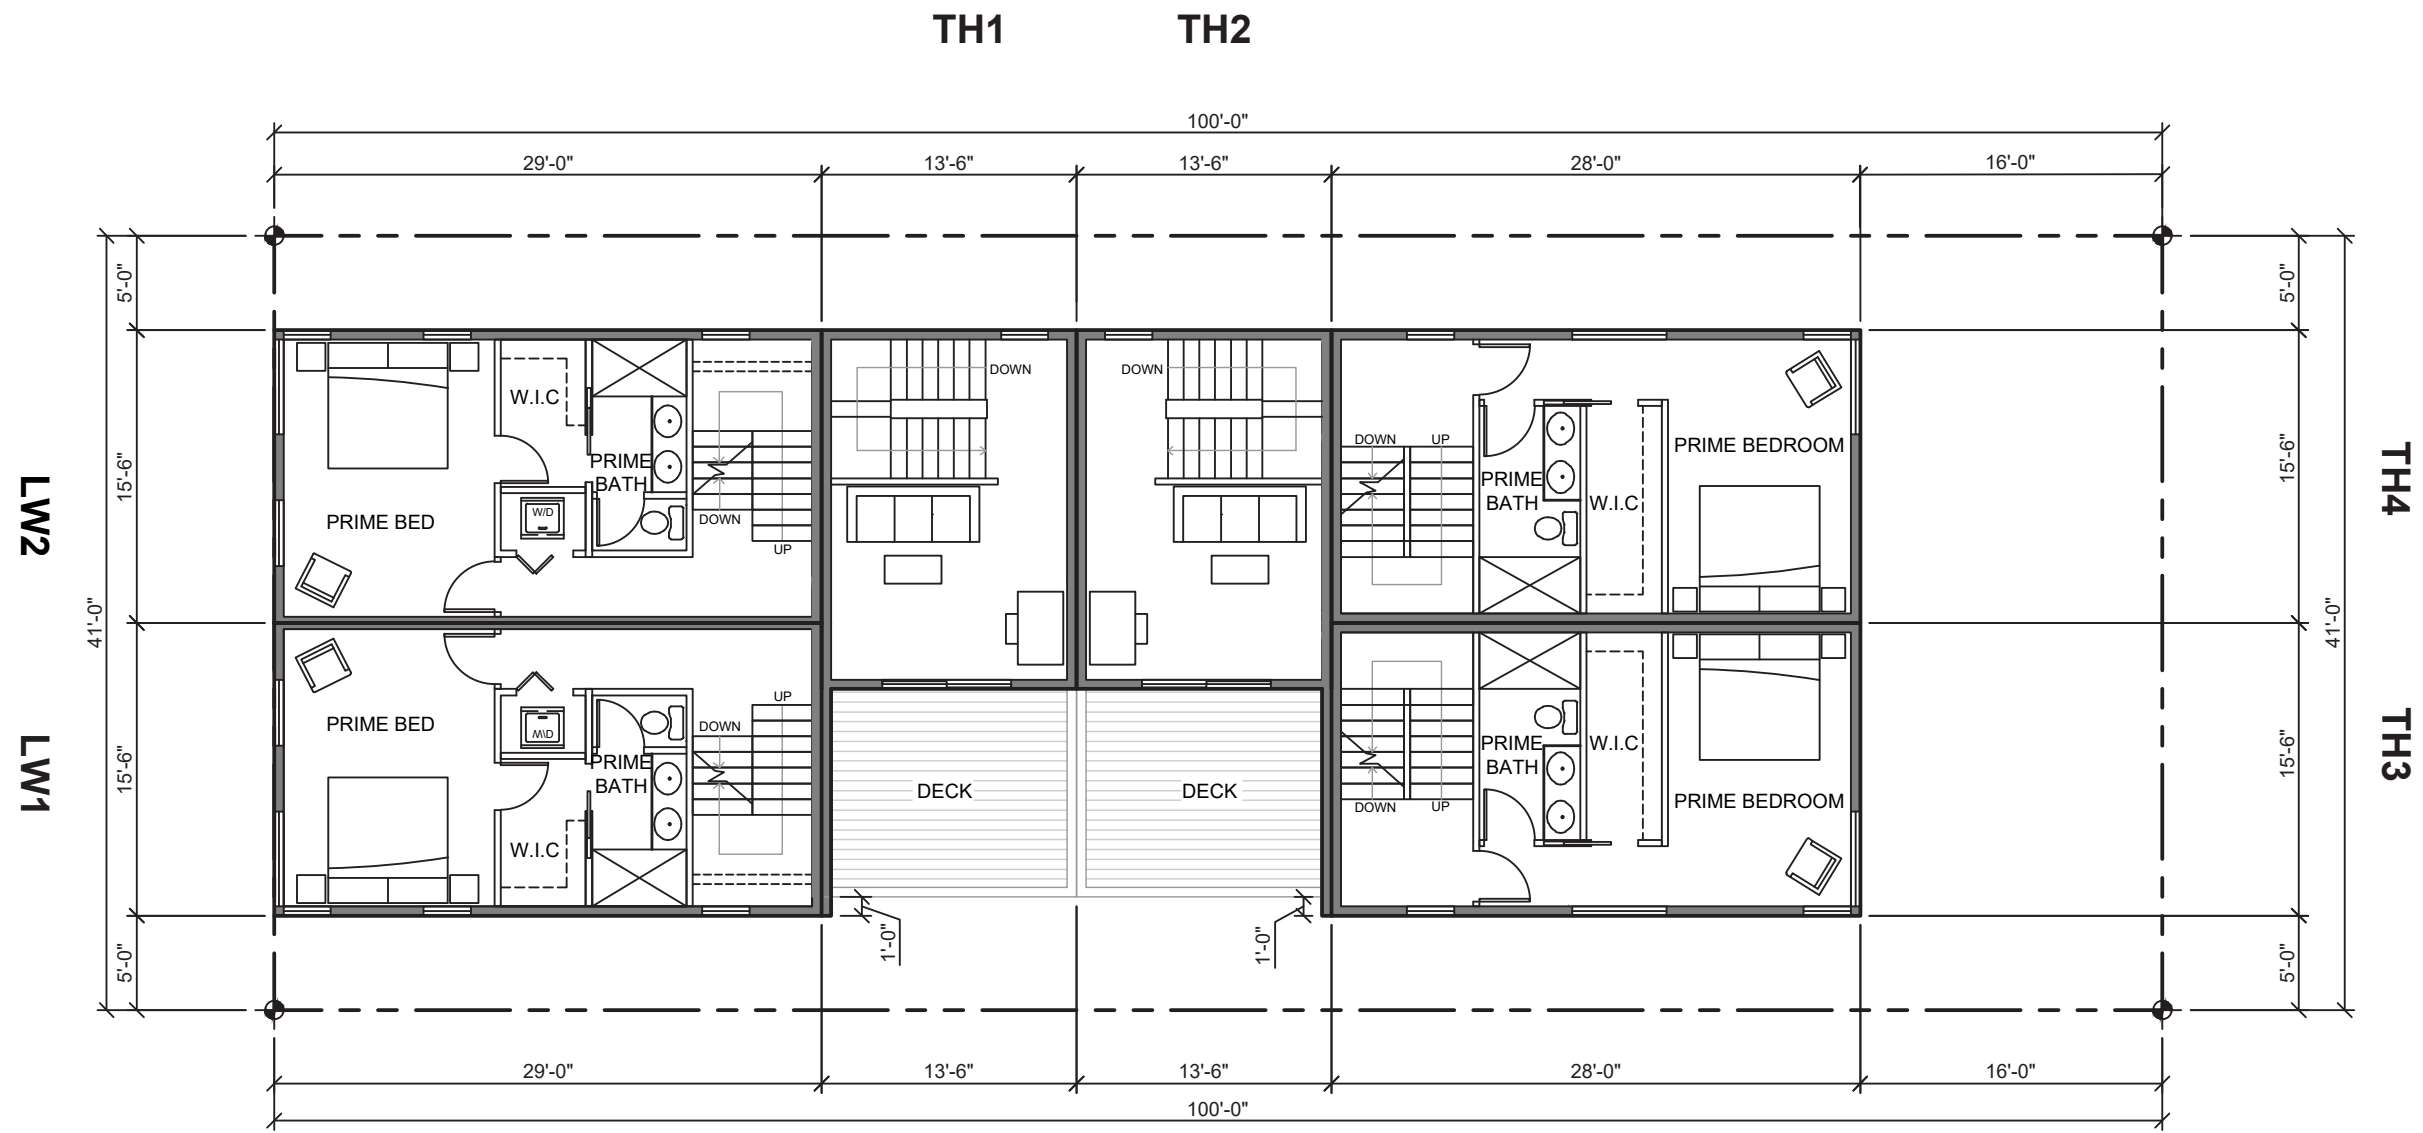 TH1
TH2
100'-0"
29'-0"
13'-6"
13'-6"
28'-0"
16'-0"
5'-0"
15'-6"
41'-0"
15'-6"
5'-0"
LW2
LW1
W.I.C
PRIME
BATH
PRIME BED
W/D
DOWN
UP
DOWN
DOWN
DOWN
UP
PRIME
BATH
W.I.C
PRIME BEDROOM
PRIME BED
W/D
UP
DOWN
PRIME
BATH
W.I.C
DECK
DECK
DOWN
UP
PRIME
BATH
W.I.C
PRIME BEDROOM
1'-0"
1'-0"
5'-0"
15'-6"
41'-0"
15'-6"
5'-0"
TH4
TH3
29'-0"
13'-6"
13'-6"
28'-0"
16'-0"
100'-0"